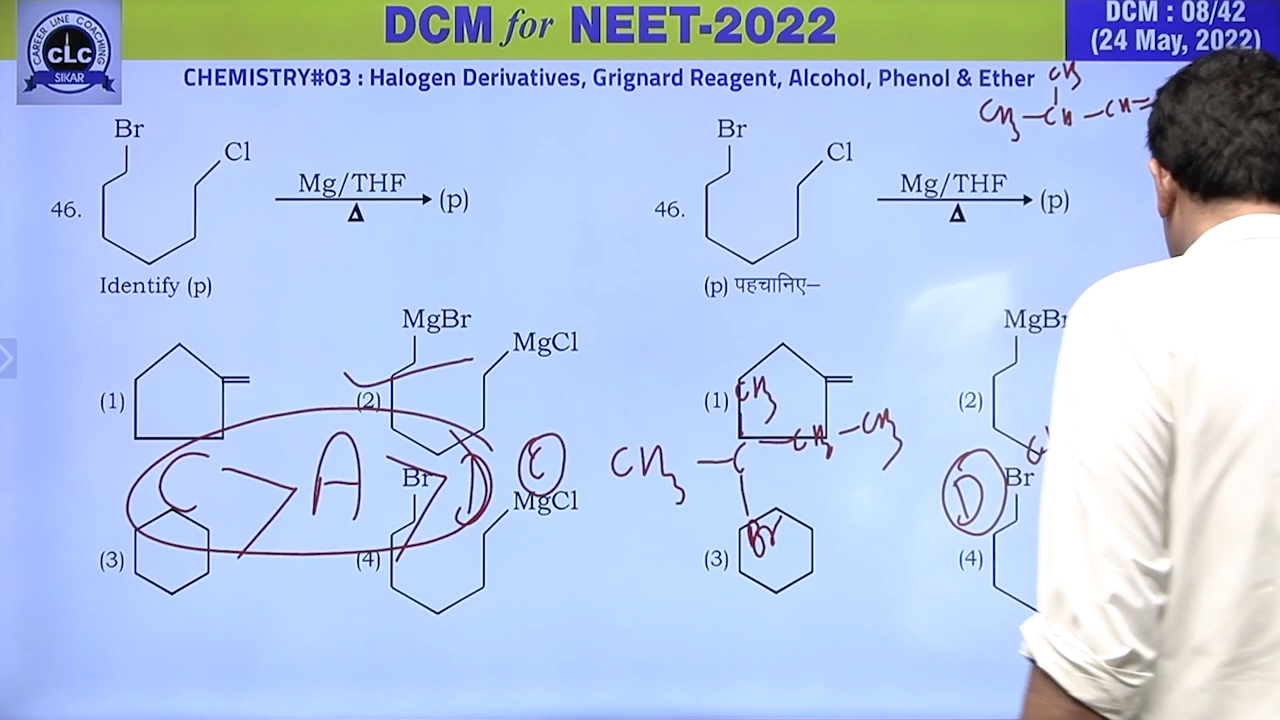 DCM for NEET-2022
DCM : 08/42
(24 May, 2022)
CAREER LINE COACHING
CLC
SIKAR
CHEMISTRY#03 : Halogen Derivatives, Grignard Reagent, Alcohol, Phenol & Ether
CH3
CH3 — CH — CH=
46.
Br
Cl
Mg/THF
Δ
(p)
Identify (p)
(1)
(2)
MgBr
MgCl
(3)
(4)
Br
MgCl
C > A > D
C
46.
Br
Cl
Mg/THF
Δ
(p)
(p) पहचानिए–
(1)
(2)
(3)
(4)
Br
CH3
CH3 — C — CH2 — CH3
Br
D